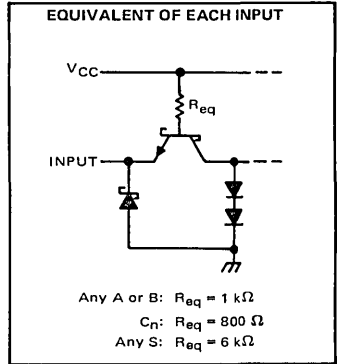 EQUIVALENT OF EACH INPUT
VCC
Req
INPUT
Any A or B: Req = 1 kΩ
Cn: Req = 800 Ω
Any S: Req = 6 kΩ